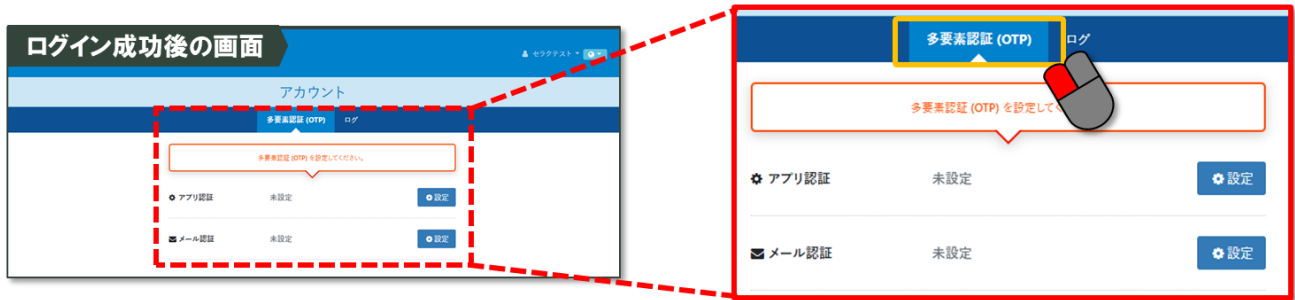 ログイン成功後の画面
セラクテスト
アカウント
多要素認証 (OTP) ログ
多要素認証 (OTP) を設定してください。
アプリ認証 未設定 設定
メール認証 未設定 設定
多要素認証 (OTP) ログ
多要素認証 (OTP) を設定してく
アプリ認証 未設定 設定
メール認証 未設定 設定